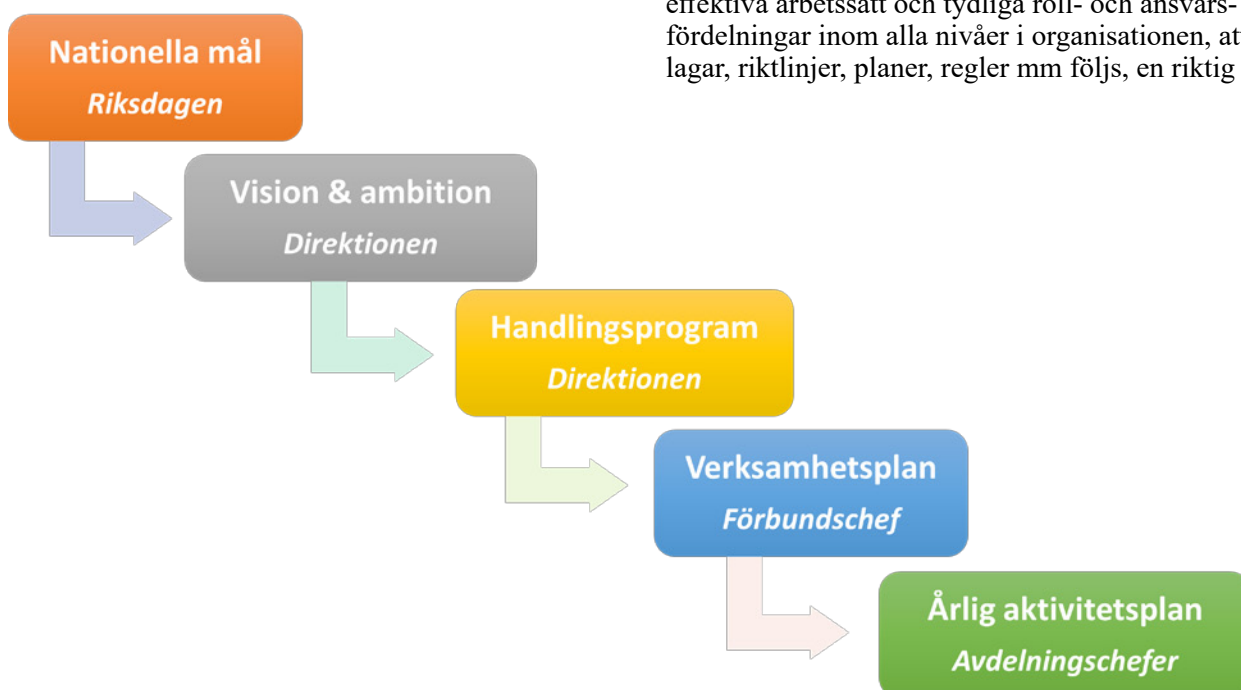 effektiva arbetssätt och tydliga roll- och ansvars-
fördelningar inom alla nivåer i organisationen, att
lagar, riktlinjer, planer, regler mm följs, en riktig
Nationella mål
Riksdagen
Vision & ambition
Direktionen
Handlingsprogram
Direktionen
Verksamhetsplan
Förbundschef
Årlig aktivitetsplan
Avdelningschefer